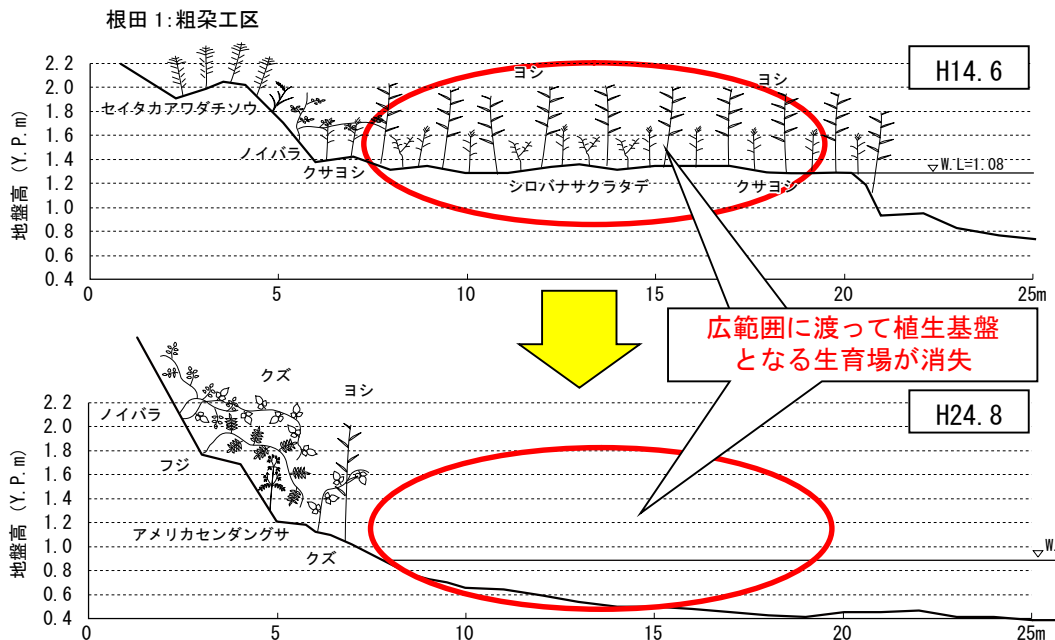 根田1:粗朶工区
H14.6
地盤高 (Y.P.m)
2.2
2.0
1.8
1.6
1.4
1.2
1.0
0.8
0.6
0.4
ヨシ
ヨシ
セイタカアワダチソウ
ノイバラ
クサヨシ
シロバナサクラタデ
クサヨシ
W.L=1.08
0
5
10
15
20
25m
広範囲に渡って植生基盤
となる生育場が消失
H24.8
地盤高 (Y.P.m)
2.2
2.0
1.8
1.6
1.4
1.2
1.0
0.8
0.6
0.4
クズ
ヨシ
ノイバラ
フジ
アメリカセンダングサ
クズ
W.
0
5
10
15
20
25m